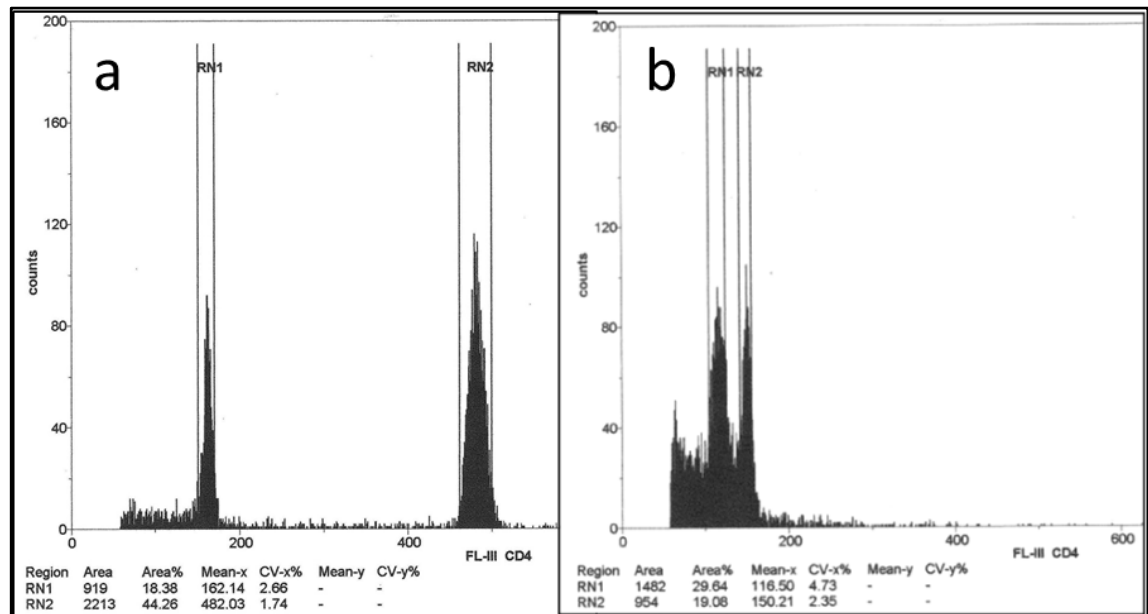 a
RN1 RN2
200
160
120
80
40
0
counts
0 200 400
FL-III CD4
Region Area Area% Mean-x CV-x% Mean-y CV-y%
RN1 919 18.38 162.14 2.66 - -
RN2 2213 44.26 482.03 1.74 - -
b
RN1 RN2
200
160
120
80
40
0
counts
0 200 400 600
FL-III CD4
Region Area Area% Mean-x CV-x% Mean-y CV-y%
RN1 1482 29.64 116.50 4.73 - -
RN2 954 19.08 150.21 2.35 - -